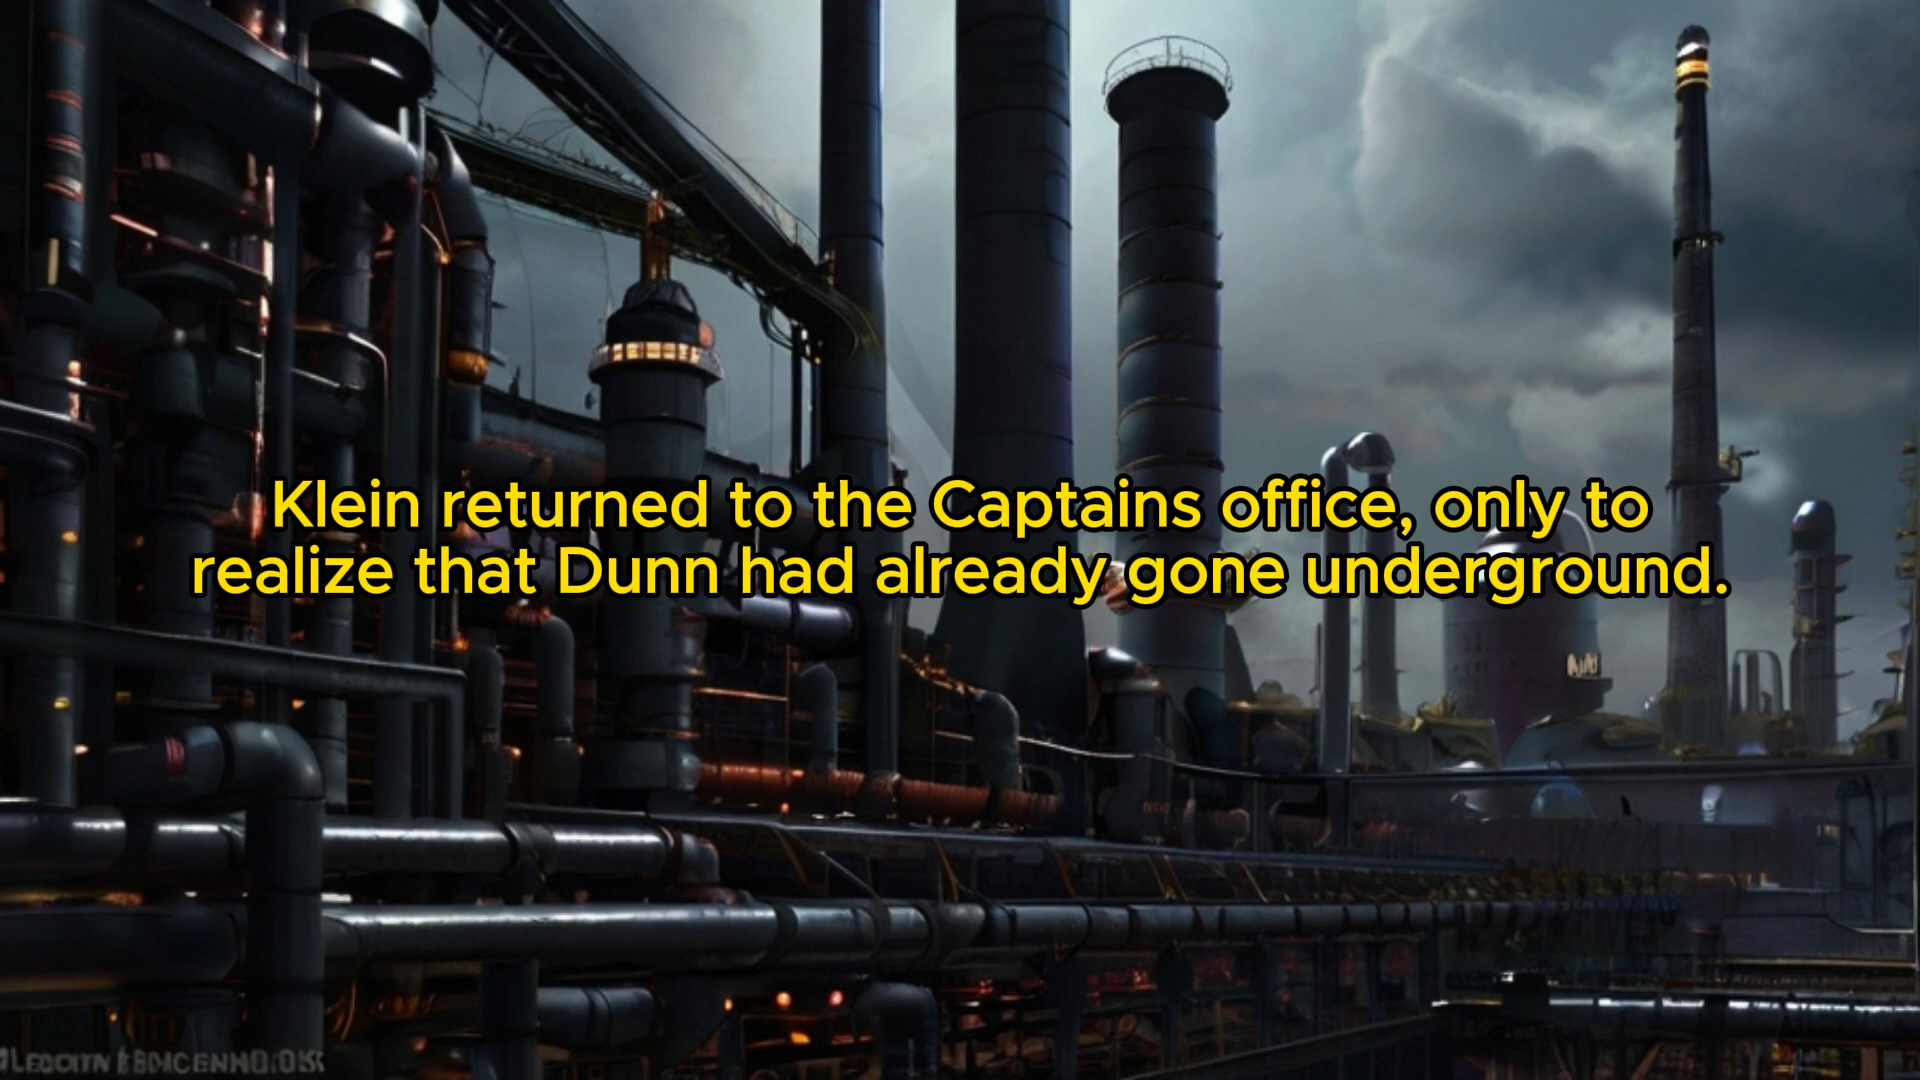 Klein returned to the Captains office, only to
realize that Dunn had already gone underground.